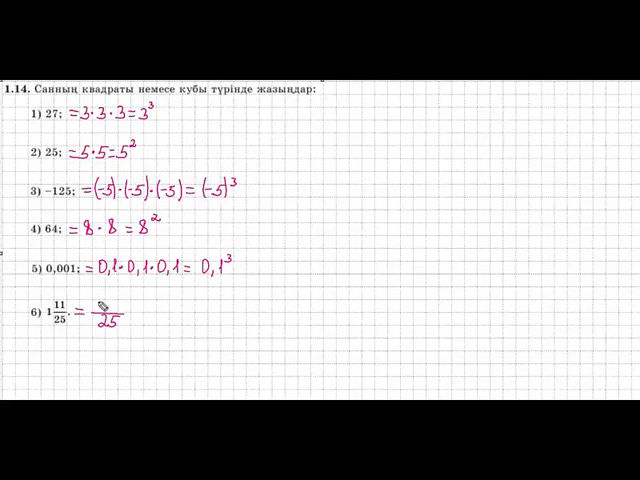 1.14. Санның квадраты немесе кубы түрінде жазыңдар:
1) 27; = 3 · 3 · 3 = 3³
2) 25; = 5 · 5 = 5²
3) −125; = (−5) · (−5) · (−5) = (−5)³
4) 64; = 8 · 8 = 8²
5) 0,001; = 0,1 · 0,1 · 0,1 = 0,1³
6) 1 11/25. = /25